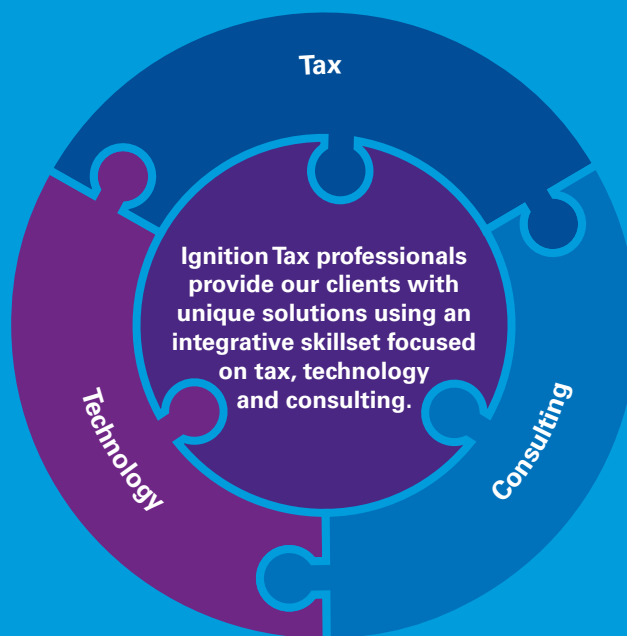 Tax
Ignition Tax professionals
provide our clients with
unique solutions using an
integrative skillset focused
on tax, technology
and consulting.
Technology
Consulting